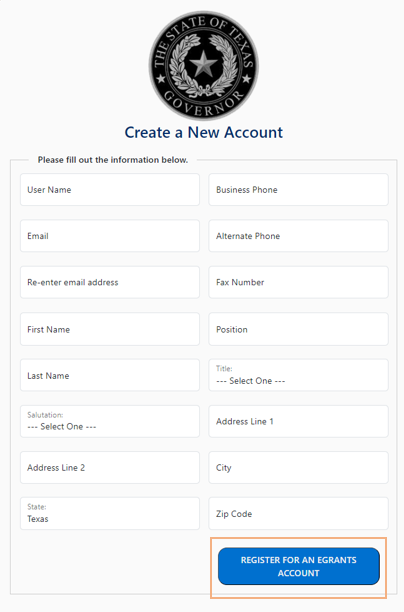 THE STATE OF TEXAS
GOVERNOR
Create a New Account
Please fill out the information below.
User Name
Business Phone
Email
Alternate Phone
Re-enter email address
Fax Number
First Name
Position
Last Name
Title:
--- Select One ---
Salutation:
--- Select One ---
Address Line 1
Address Line 2
City
State:
Texas
Zip Code
REGISTER FOR AN EGRANTS
ACCOUNT